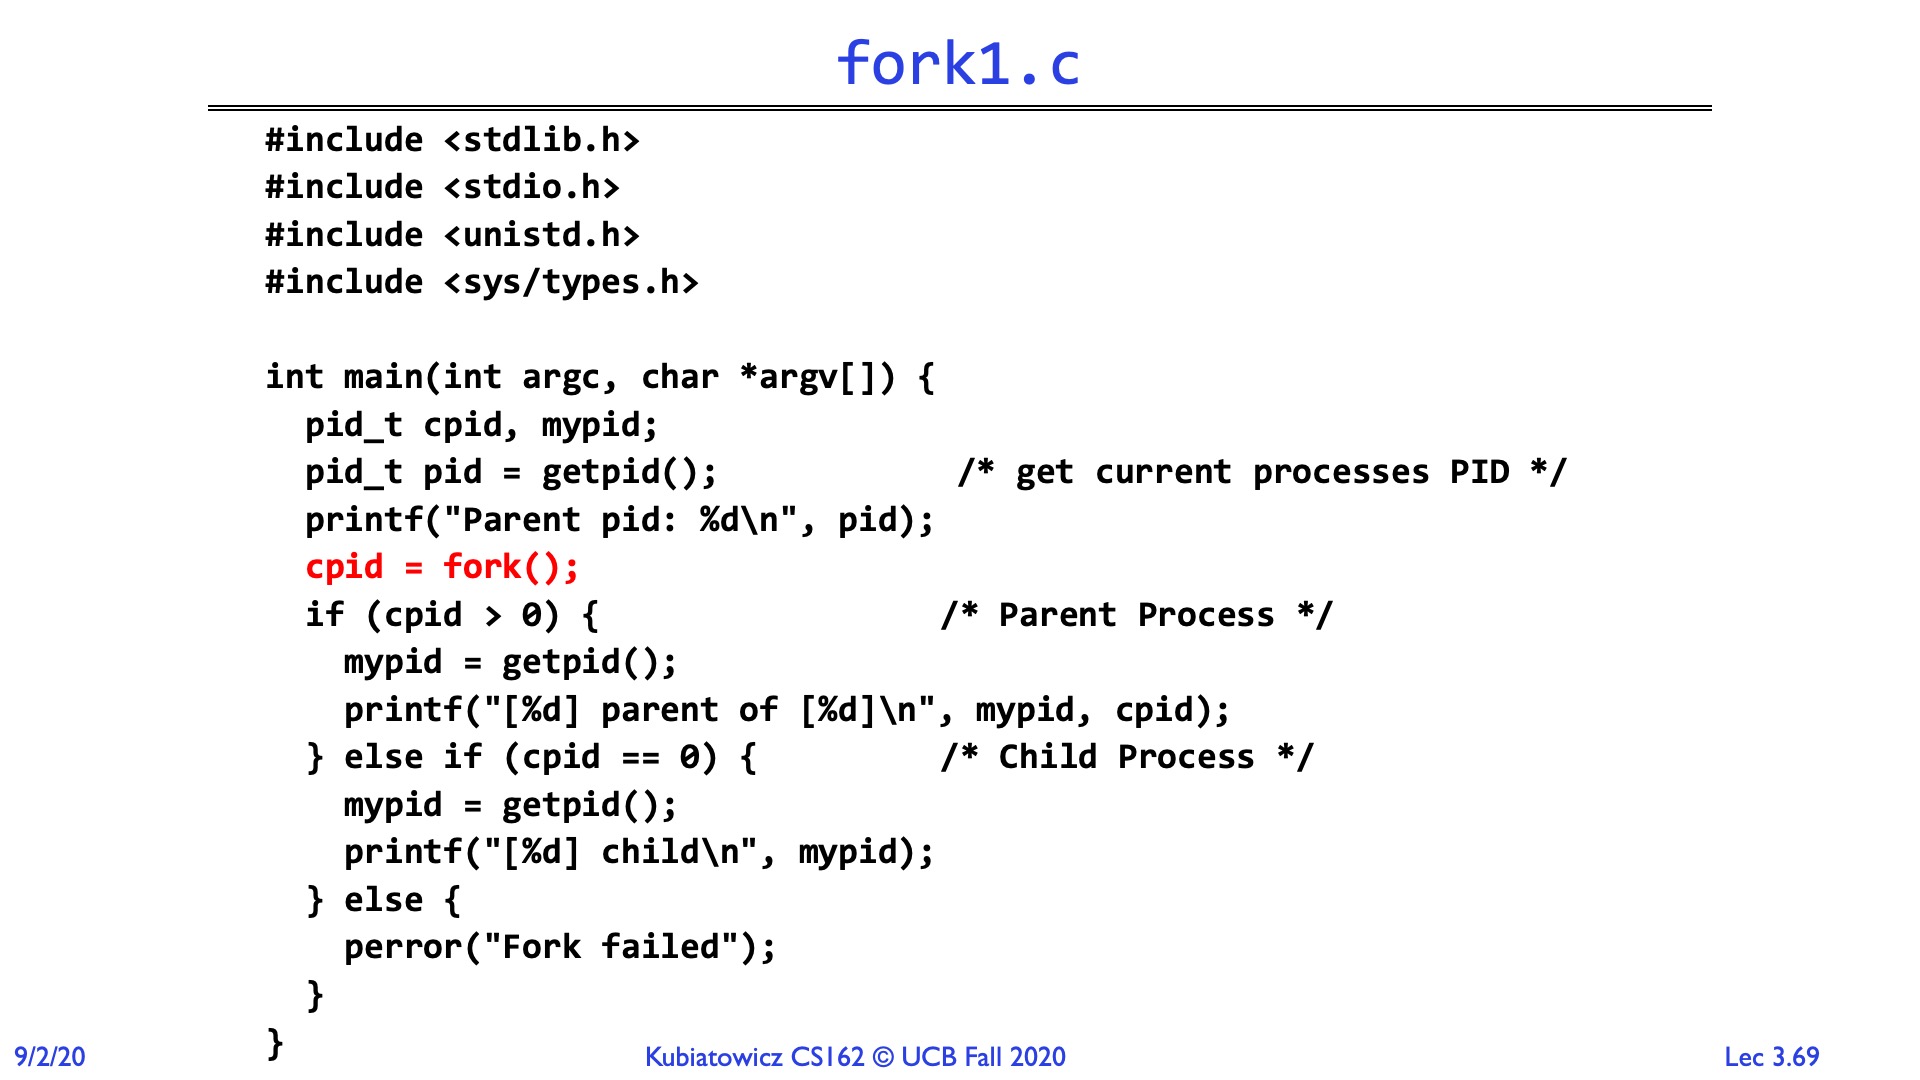 fork1.c
#include <stdlib.h>
#include <stdio.h>
#include <unistd.h>
#include <sys/types.h>
int main(int argc, char *argv[]) {
  pid_t cpid, mypid;
  pid_t pid = getpid();            /* get current processes PID */
  printf("Parent pid: %d\n", pid);
  cpid = fork();
  if (cpid > 0) {                 /* Parent Process */
    mypid = getpid();
    printf("[%d] parent of [%d]\n", mypid, cpid);
  } else if (cpid == 0) {         /* Child Process */
    mypid = getpid();
    printf("[%d] child\n", mypid);
  } else {
    perror("Fork failed");
  }
}
9/2/20
Kubiatowicz CS162 © UCB Fall 2020
Lec 3.69